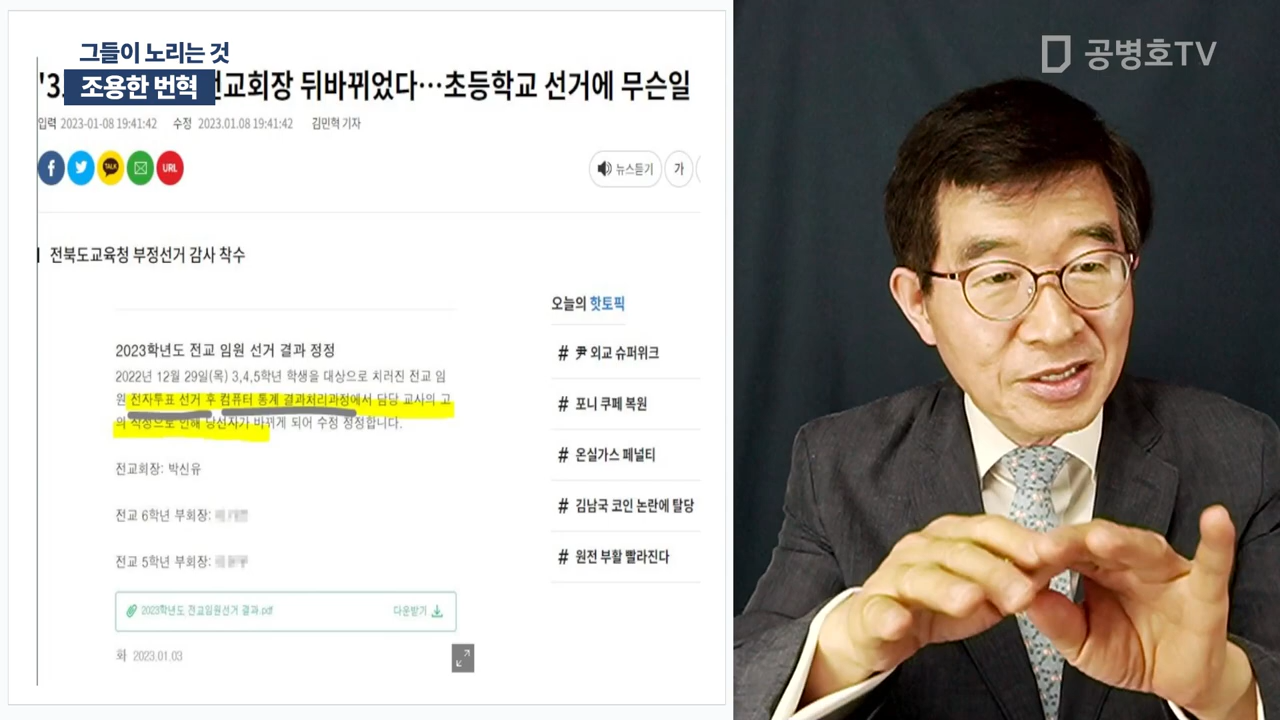 그들이 노리는 것
조용한 번혁
'3. 전교회장 뒤바뀌었다…초등학교 선거에 무슨일
공병호TV
입력 2023-01-08 19:41:42 수정 2023.01.08 19:41:42 김민혁 기자
TALK
URL
뉴스듣기
가
전북도교육청 부정선거 감사 착수
2023학년도 전교 임원 선거 결과 정정
2022년 12월 29일(목) 3,4,5학년 학생을 대상으로 치러진 전교 임
원 전자투표 선거 후 컴퓨터 통계 결과처리과정에서 담당 교사의 고
의 바뀌게 되어 수정 정정합니다.
전교회장: 박신유
전교 6학년 부회장:
전교 5학년 부회장:
2023학년도 전교임원선거 결과.pdf 다운받기
화 2023.01.03
오늘의 핫토픽
# 尹 외교 슈퍼위크
# 포니 쿠페 복원
# 온실가스 페널티
# 김남국 코인 논란에 탈당
# 원전 부활 빨라진다